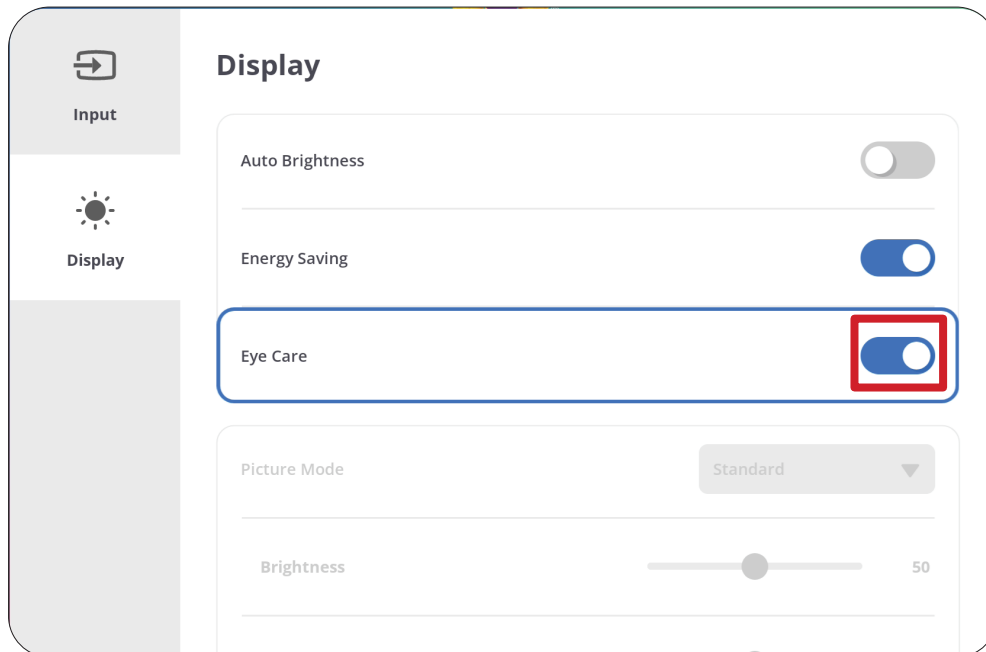 Input
Display
Display
Auto Brightness
Energy Saving
Eye Care
Picture Mode
Standard
Brightness
50